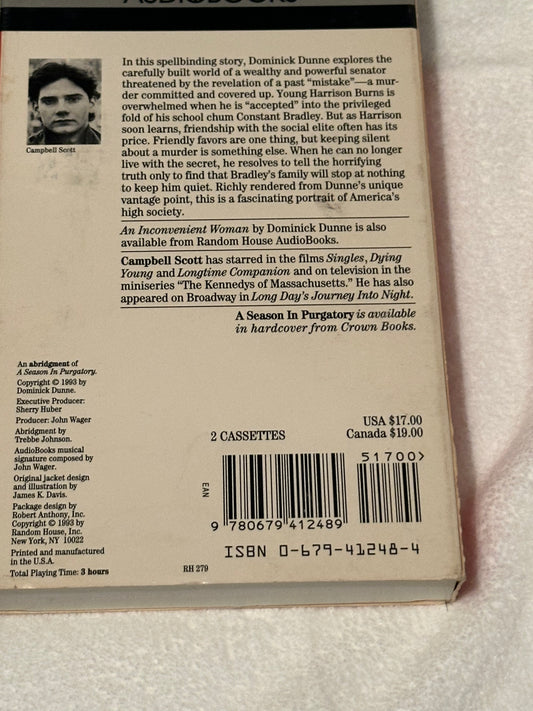 AUDIOBOOKS
In this spellbinding story, Dominick Dunne explores the
carefully built world of a wealthy and powerful senator
threatened by the revelation of a past "mistake"—a mur-
der committed and covered up. Young Harrison Burns is
overwhelmed when he is "accepted" into the privileged
fold of his school chum Constant Bradley. But as Harrison
soon learns, friendship with the social elite often has its
price. Friendly favors are one thing, but keeping silent
about a murder is something else. When he can no longer
live with the secret, he resolves to tell the horrifying
truth only to find that Bradley's family will stop at nothing
to keep him quiet. Richly rendered from Dunne's unique
vantage point, this is a fascinating portrait of America's
high society.
Campbell Scott
An Inconvenient Woman by Dominick Dunne is also
available from Random House AudioBooks.
Campbell Scott has starred in the films Singles, Dying
Young and Longtime Companion and on television in the
miniseries "The Kennedys of Massachusetts." He has also
appeared on Broadway in Long Day's Journey Into Night.
A Season In Purgatory is available
in hardcover from Crown Books.
An abridgment of
A Season In Purgatory.
Copyright © 1993 by
Dominick Dunne.
Executive Producer:
Sherry Huber
Producer: John Wager
Abridgment by
Trebbe Johnson.
AudioBooks musical
signature composed by
John Wager.
Original jacket design
and illustration by
James K. Davis.
Package design by
Robert Anthony, Inc.
Copyright © 1993 by
Random House, Inc.
New York, NY 10022
Printed and manufactured
in the U.S.A.
Total Playing Time: 3 hours
RH 279
2 CASSETTES
USA $17.00
Canada $19.00
51700>
EAN
9 780679 412489
ISBN 0-679-41248-4